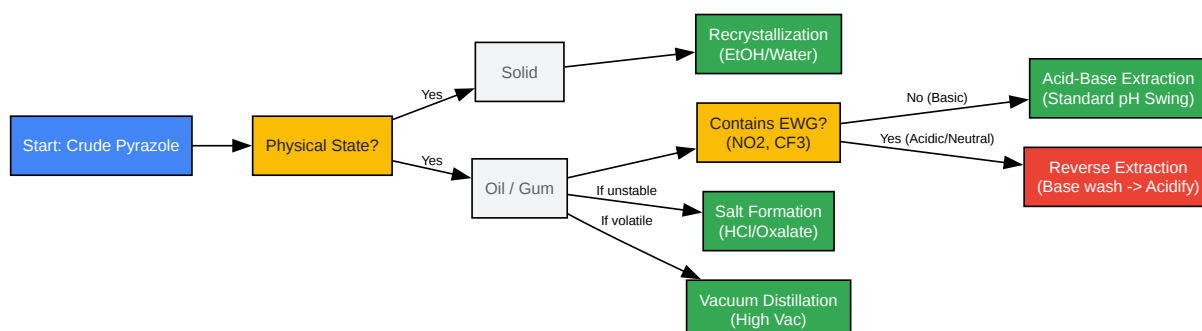 Start: Crude Pyrazole
Physical State?
Yes
Solid
Recrystallization
(EtOH/Water)
Yes
Oil / Gum
Contains EWG?
(NO2, CF3)
No (Basic)
Acid-Base Extraction
(Standard pH Swing)
Yes (Acidic/Neutral)
Reverse Extraction
(Base wash -> Acidify)
If unstable
Salt Formation
(HCl/Oxalate)
If volatile
Vacuum Distillation
(High Vac)